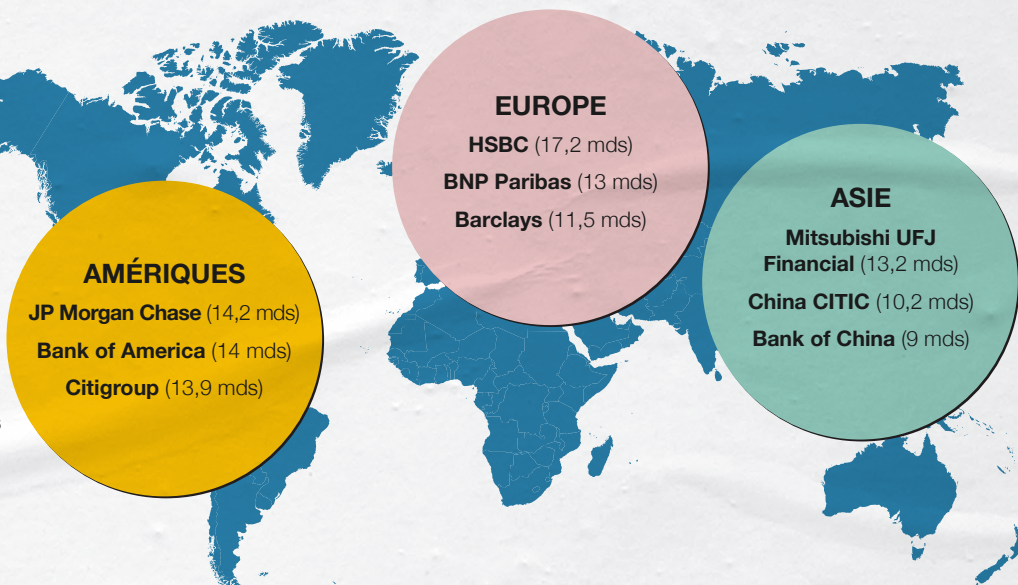 EUROPE
HSBC (17,2 mds)
BNP Paribas (13 mds)
Barclays (11,5 mds)
ASIE
Mitsubishi UFJ
Financial (13,2 mds)
China CITIC (10,2 mds)
Bank of China (9 mds)
AMÉRIQUES
JP Morgan Chase (14,2 mds)
Bank of America (14 mds)
Citigroup (13,9 mds)